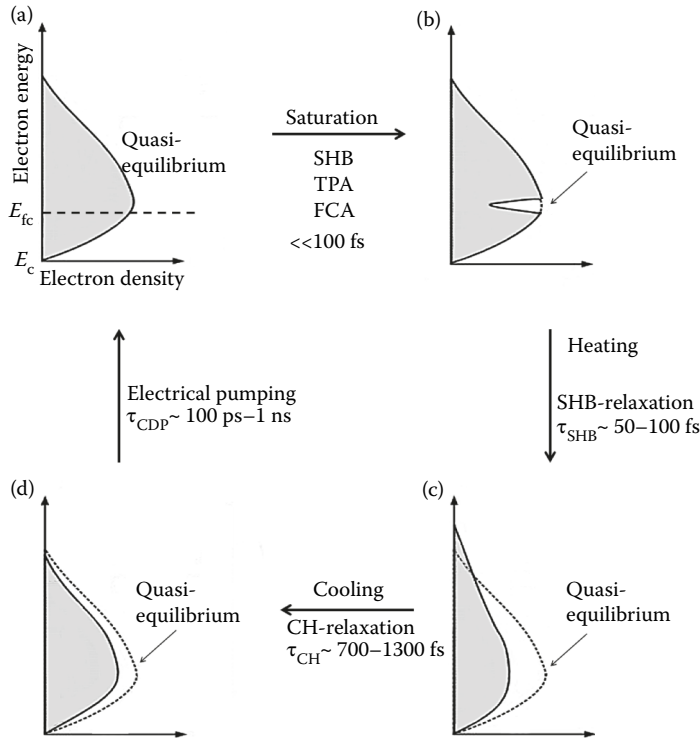 (a)
Electron energy
Quasi-
equilibrium
E_fc
E_c
Electron density
Saturation
SHB
TPA
FCA
<<100 fs
(b)
Quasi-
equilibrium
Heating
SHB-relaxation
τ_SHB~ 50–100 fs
Electrical pumping
τ_CDP~ 100 ps–1 ns
(d)
Quasi-
equilibrium
Cooling
CH-relaxation
τ_CH~ 700–1300 fs
(c)
Quasi-
equilibrium